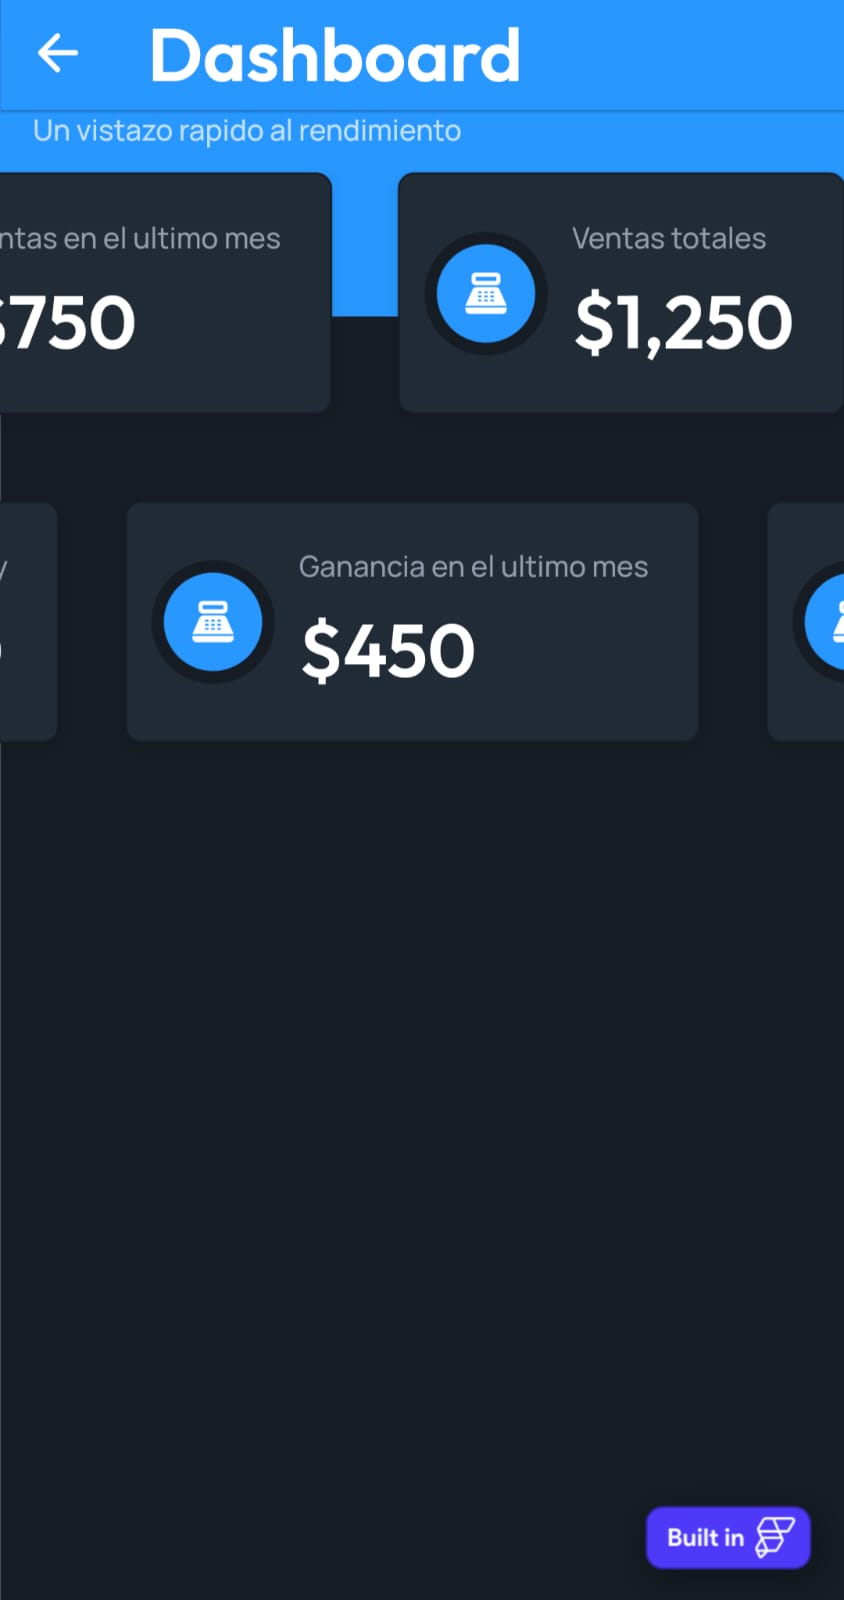 Dashboard
Un vistazo rapido al rendimiento
en el ultimo mes
$750
Ventas totales
$1,250
Ganancia en el ultimo mes
$450
Built in